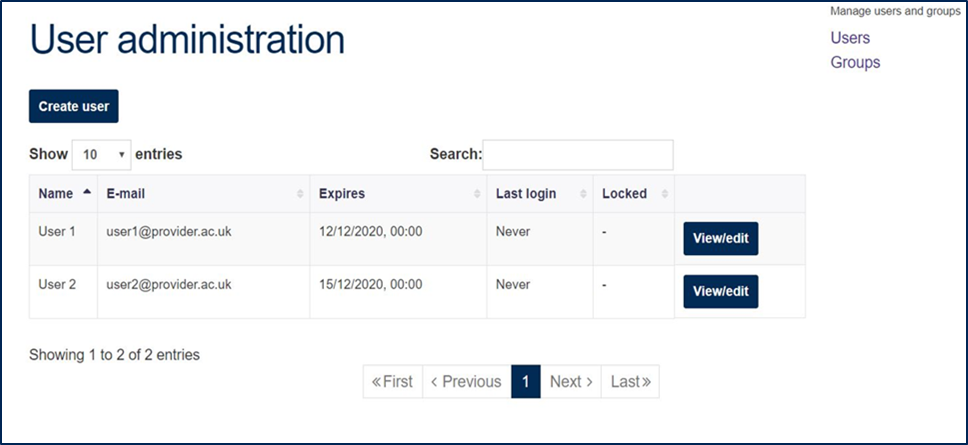 Manage users and groups
User administration
Users
Groups
Create user
Show 10 entries Search:
Name E-mail Expires Last login Locked
User 1 user1@provider.ac.uk 12/12/2020, 00:00 Never - View/edit
User 2 user2@provider.ac.uk 15/12/2020, 00:00 Never - View/edit
Showing 1 to 2 of 2 entries
«First ‹ Previous 1 Next › Last»